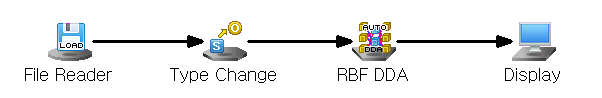 LOAD
S
O
AUTO
DDA
File Reader
Type Change
RBF DDA
Display